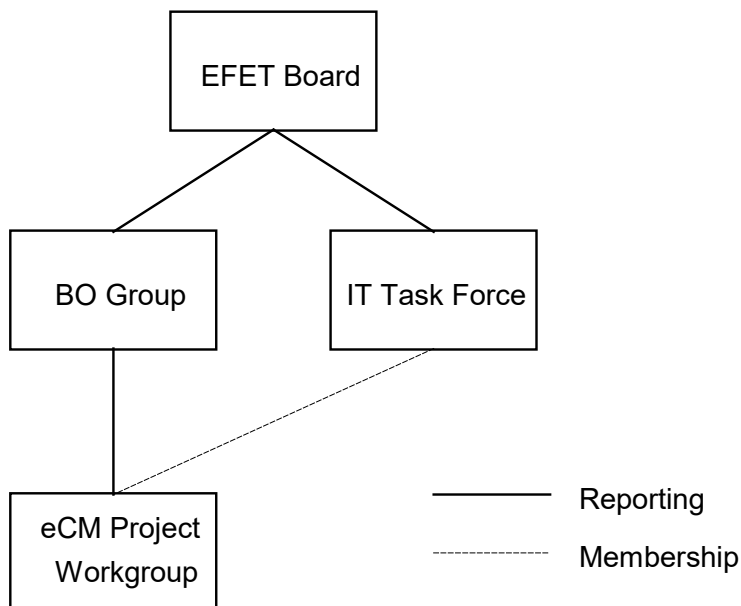 EFET Board
BO Group
IT Task Force
eCM Project
Workgroup
Reporting
Membership